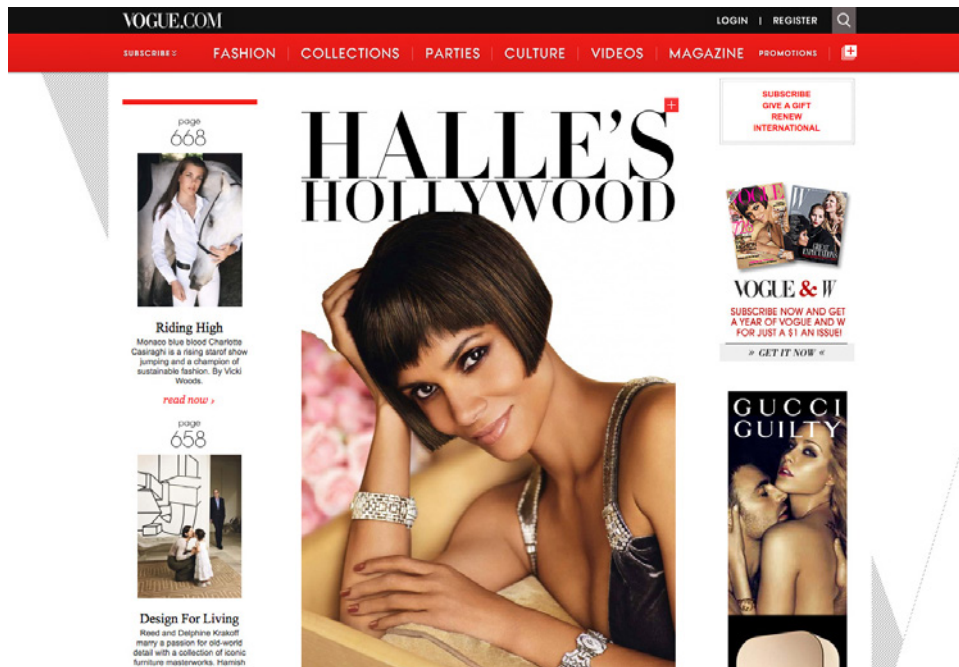 VOGUE.COM
LOGIN | REGISTER
SUBSCRIBE
FASHION | COLLECTIONS | PARTIES | CULTURE | VIDEOS | MAGAZINE PROMOTIONS
page
668
Riding High
Monaco blue blood Charlotte
Casiraghi is a rising starof show
jumping and a champion of
sustainable fashion. By Vicki
Woods.
read now ›
page
658
Design For Living
Reed and Delphine Krakoff
marry a passion for old-world
detail with a collection of iconic
furniture masterworks. Hamish
HALLE'S
HOLLYWOOD
SUBSCRIBE
GIVE A GIFT
RENEW
INTERNATIONAL
VOGUE
W
GREAT
EXPECTATIONS
VOGUE & W
SUBSCRIBE NOW AND GET
A YEAR OF VOGUE AND W
FOR JUST A $1 AN ISSUE!
» GET IT NOW «
GUCCI
GUILTY